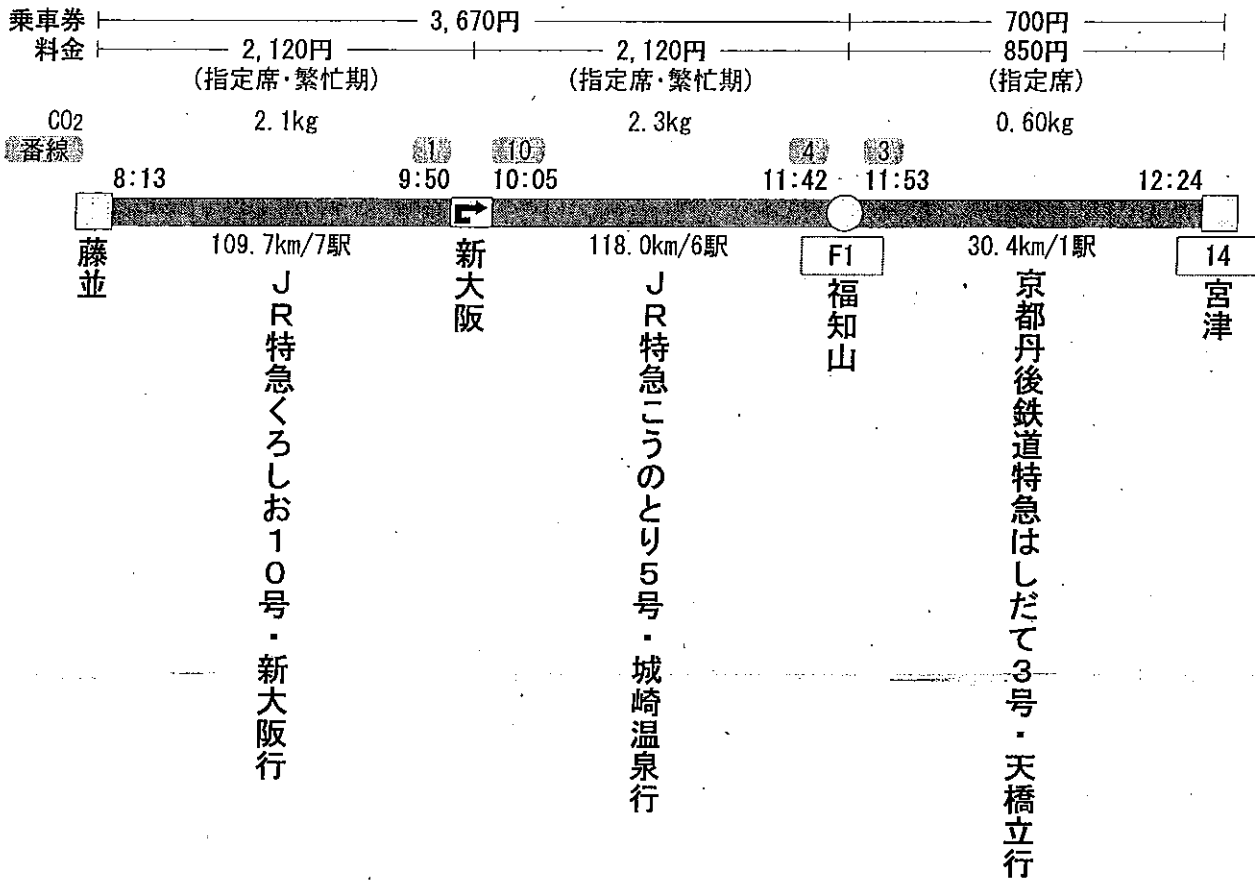 乗車券 3,670円 700円
料金 2,120円 2,120円 850円
(指定席・繁忙期) (指定席・繁忙期) (指定席)
CO2 2.1kg 2.3kg 0.60kg
番線 1 10 4 3
8:13 9:50 10:05 11:42 11:53 12:24
109.7km/7駅 118.0km/6駅 30.4km/1駅
F1 14
藤並
JR特急くろしお10号・新大阪行
新大阪
JR特急こうのとり5号・城崎温泉行
福知山
京都丹後鉄道特急はしだて3号・天橋立行
宮津